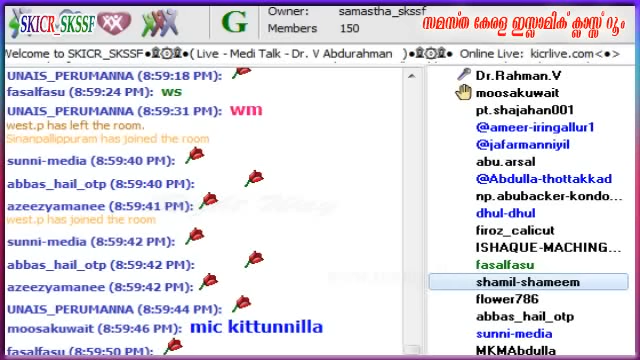 SKICR_SKSSF
G
Owner: samastha_skssf
Members 150
സമസ്ത കേരള ഇസ്ലാമിക് ക്ലാസ്സ് റൂം
Welcome to SKICR_SKSSF ( Live - Medi Talk - Dr. V Abdurahman ) Online Live: kicrlive.com
UNAIS_PERUMANNA (8:59:18 PM):
fasalfasu (8:59:24 PM): ws
UNAIS_PERUMANNA (8:59:31 PM): wm
west.p has left the room.
Sinanpallippuram has joined the room
sunni-media (8:59:40 PM):
abbas_hail_otp (8:59:40 PM):
azeezyamanee (8:59:41 PM):
west.p has joined the room
sunni-media (8:59:42 PM):
abbas_hail_otp (8:59:42 PM):
azeezyamanee (8:59:42 PM):
UNAIS_PERUMANNA (8:59:44 PM):
moosakuwait (8:59:46 PM): mic kittunnilla
fasalfasu (8:59:50 PM):
Dr.Rahman.V
moosakuwait
pt.shajahan001
@ameer-iringallur1
@jafarmanniyil
abu.arsal
@Abdulla-thottakkad
np.abubacker-kondo...
dhul-dhul
firoz_calicut
ISHAQUE-MACHING...
fasalfasu
shamil-shameem
flower786
abbas_hail_otp
sunni-media
MKMAbdulla